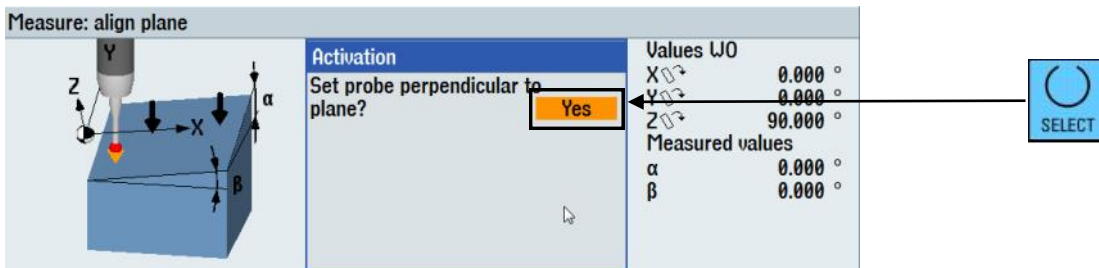 Measure: align plane
Y
Z
X
α
β
Activation
Set probe perpendicular to
plane?
Yes
Values WO
X 0.000 °
Y 0.000 °
Z 90.000 °
Measured values
α 0.000 °
β 0.000 °
SELECT